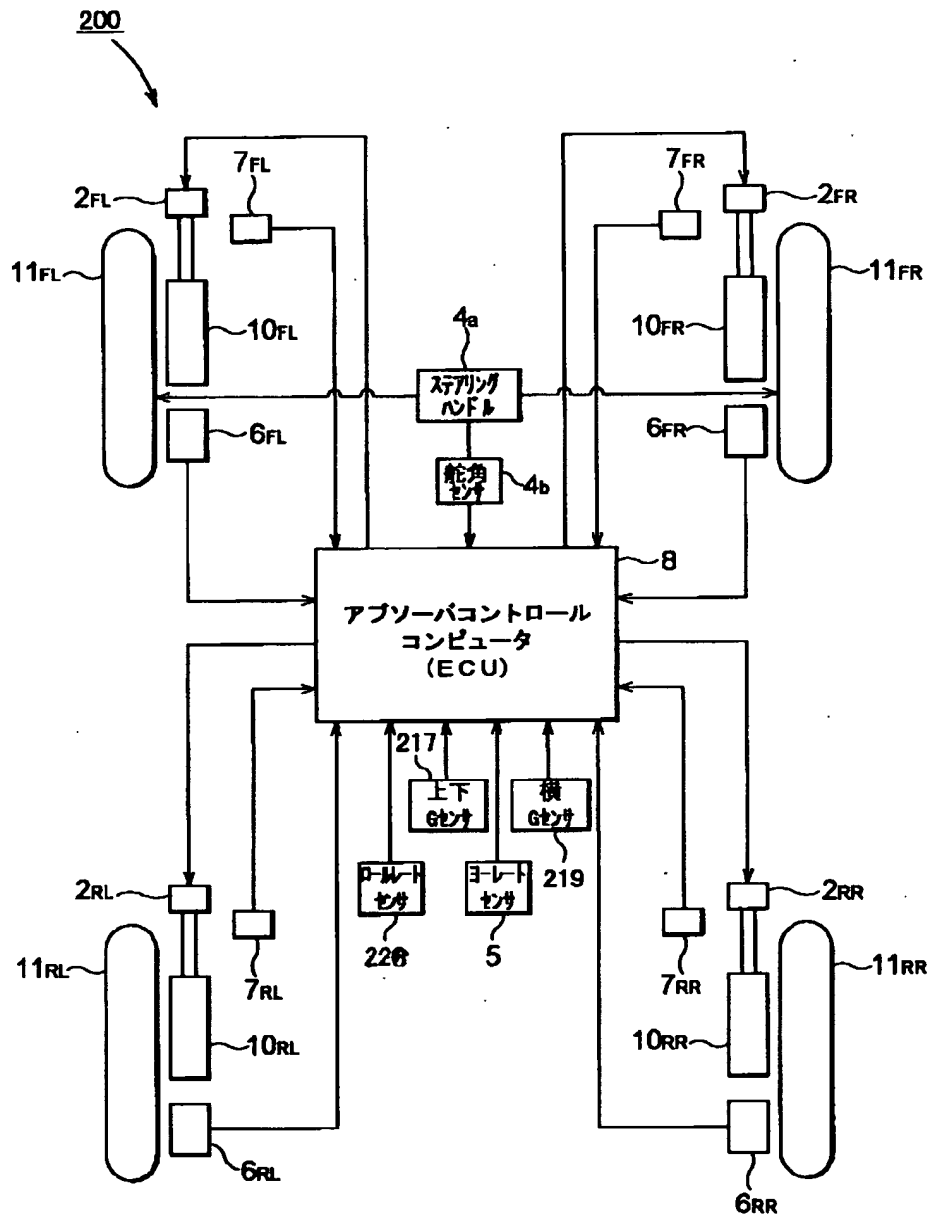 200
7FL
7FR
2FL
2FR
11FL
11FR
10FL
10FR
4a
ステアリング
ハンドル
6FL
6FR
舵角
センサ
4b
8
アブソーバコントロール
コンピュータ
(ECU)
217
上下
Gセンサ
横
Gセンサ
219
2RL
2RR
ロールレート
センサ
ヨーレート
センサ
5
11RL
11RR
7RL
7RR
10RL
10RR
6RL
6RR